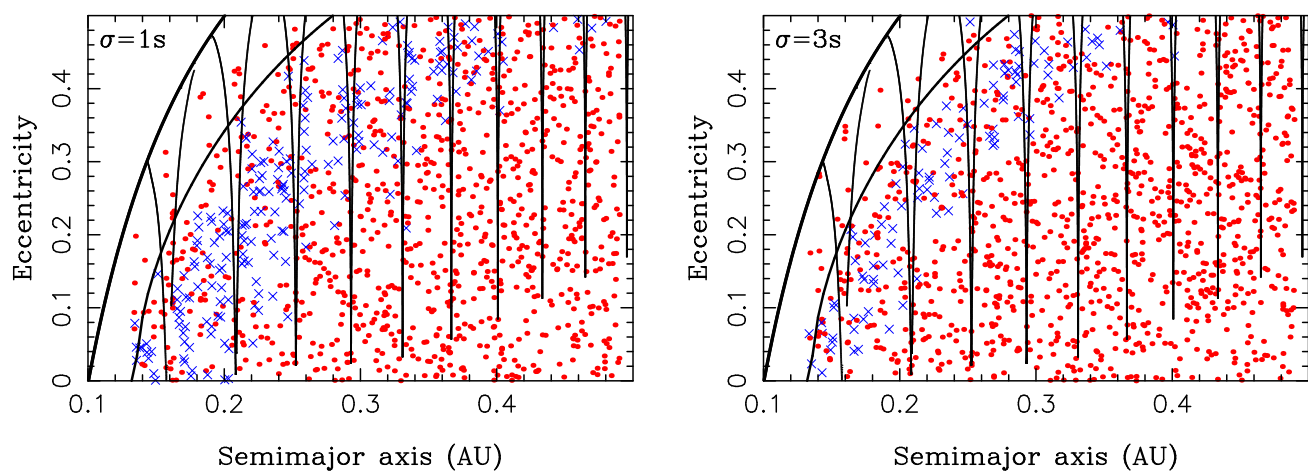 σ=1s
Eccentricity
0 0.1 0.2 0.3 0.4
0.1 0.2 0.3 0.4
Semimajor axis (AU)
σ=3s
Eccentricity
0 0.1 0.2 0.3 0.4
0.1 0.2 0.3 0.4
Semimajor axis (AU)